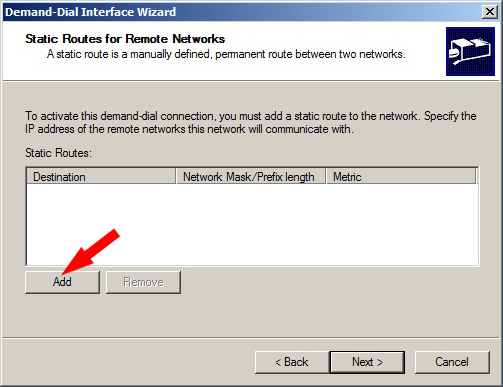 Demand-Dial Interface Wizard
Static Routes for Remote Networks
A static route is a manually defined, permanent route between two networks.
To activate this demand-dial connection, you must add a static route to the network. Specify the
IP address of the remote networks this network will communicate with.
Static Routes:
Destination Network Mask/Prefix length Metric
Add Remove
< Back Next > Cancel